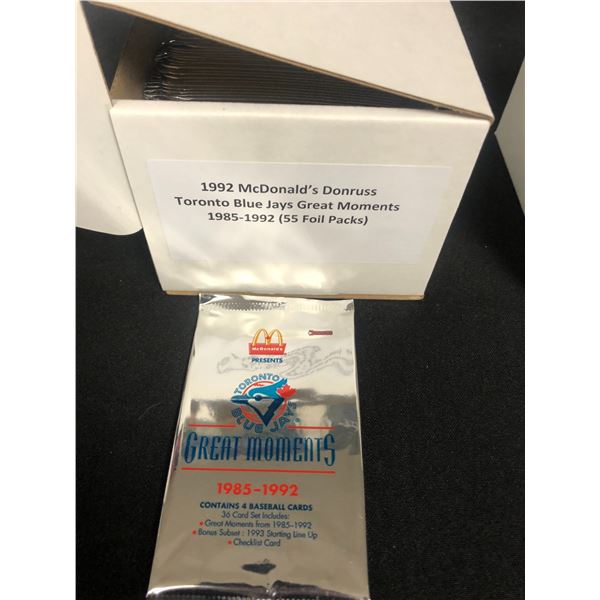 1992 McDonald's Donruss
Toronto Blue Jays Great Moments
1985-1992 (55 Foil Packs)
McDonald's
PRESENTS
TORONTO
BLUE JAYS
GREAT MOMENTS
1985-1992
CONTAINS 4 BASEBALL CARDS
36 Card Set Includes:
★Great Moments from 1985-1992
★Bonus Subset : 1993 Starting Line Up
★Checklist Card